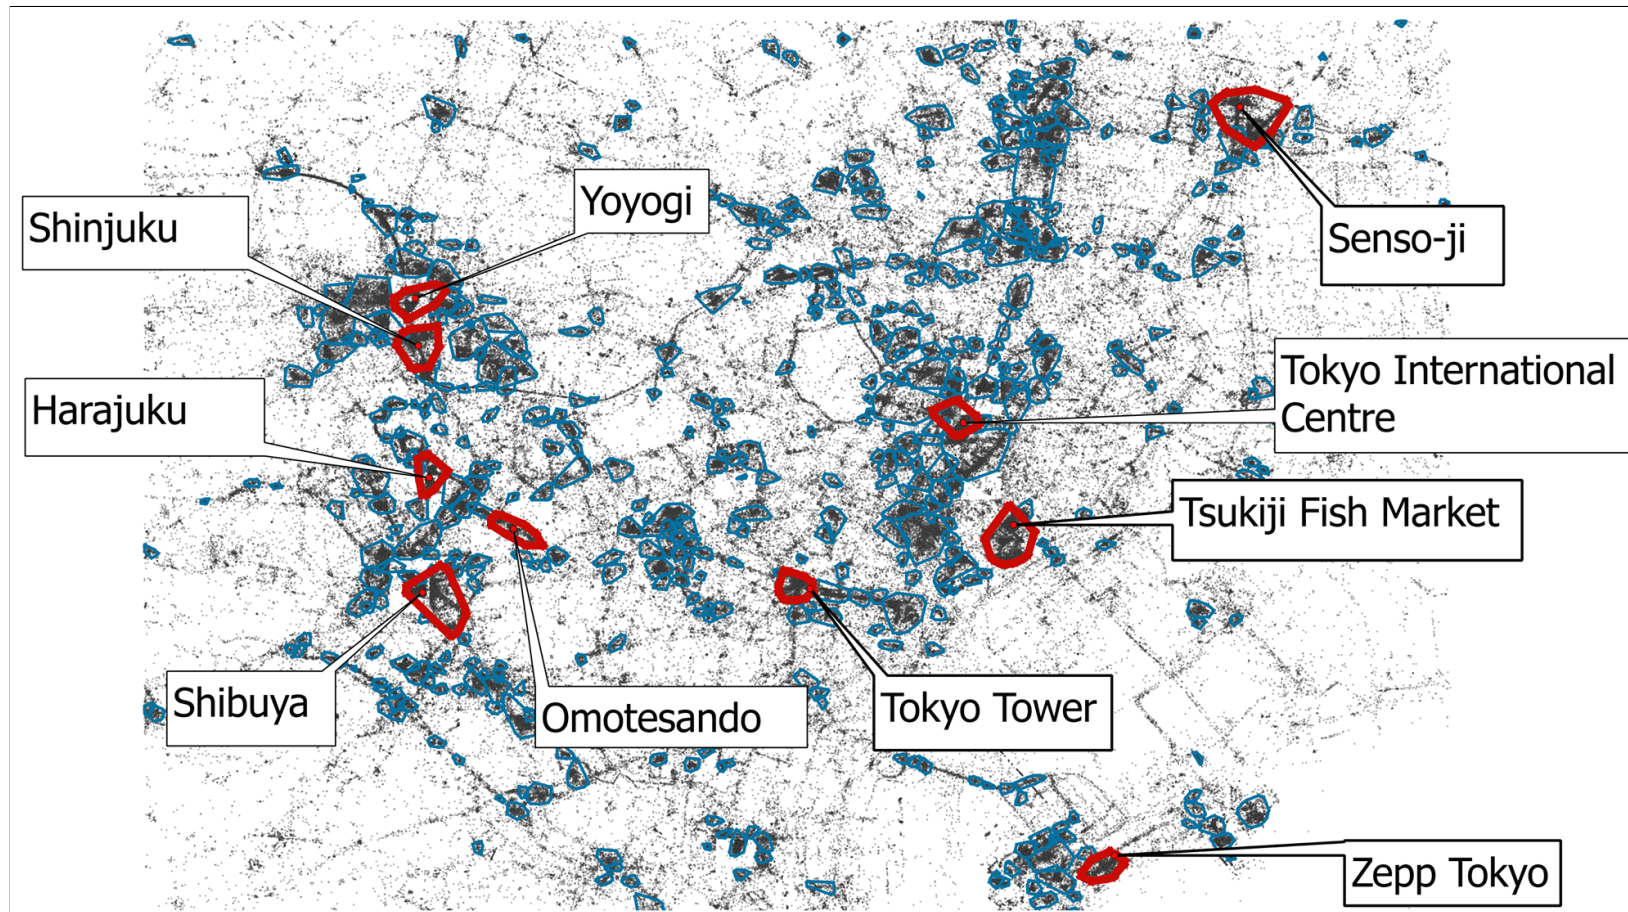 Yoyogi
Shinjuku
Senso-ji
Tokyo International
Centre
Harajuku
Tsukiji Fish Market
Shibuya
Omotesando
Tokyo Tower
Zepp Tokyo